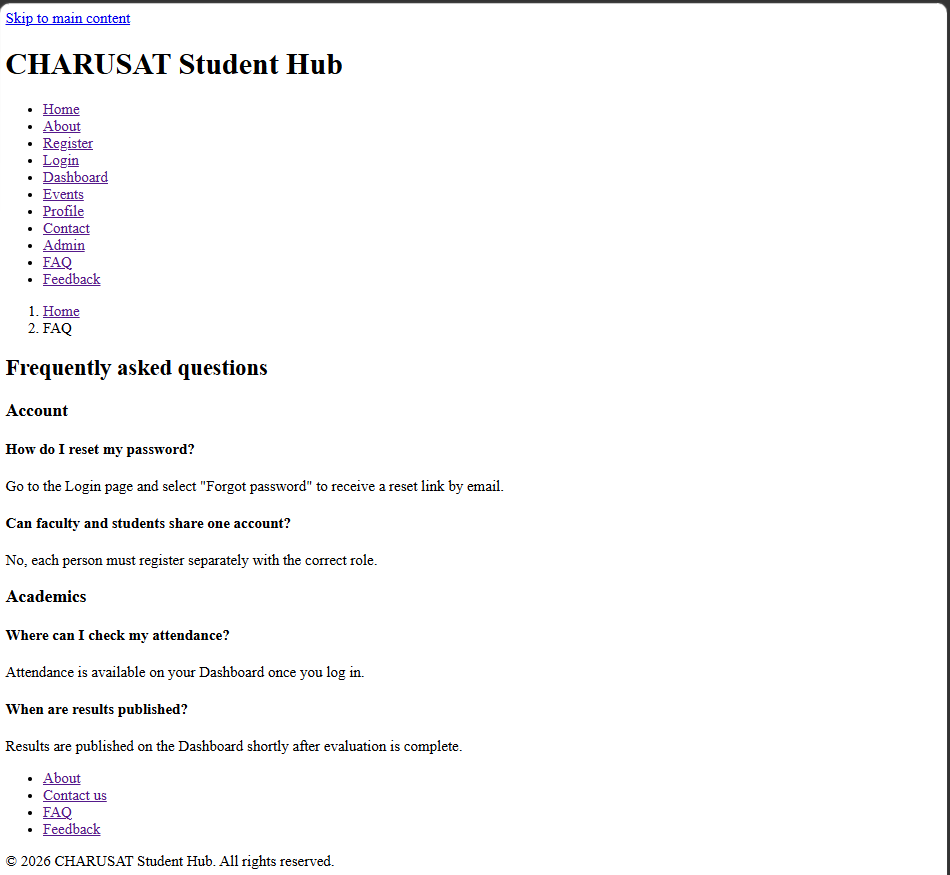 Skip to main content
CHARUSAT Student Hub
Home
About
Register
Login
Dashboard
Events
Profile
Contact
Admin
FAQ
Feedback
1. Home
2. FAQ
Frequently asked questions
Account
How do I reset my password?
Go to the Login page and select "Forgot password" to receive a reset link by email.
Can faculty and students share one account?
No, each person must register separately with the correct role.
Academics
Where can I check my attendance?
Attendance is available on your Dashboard once you log in.
When are results published?
Results are published on the Dashboard shortly after evaluation is complete.
About
Contact us
FAQ
Feedback
© 2026 CHARUSAT Student Hub. All rights reserved.